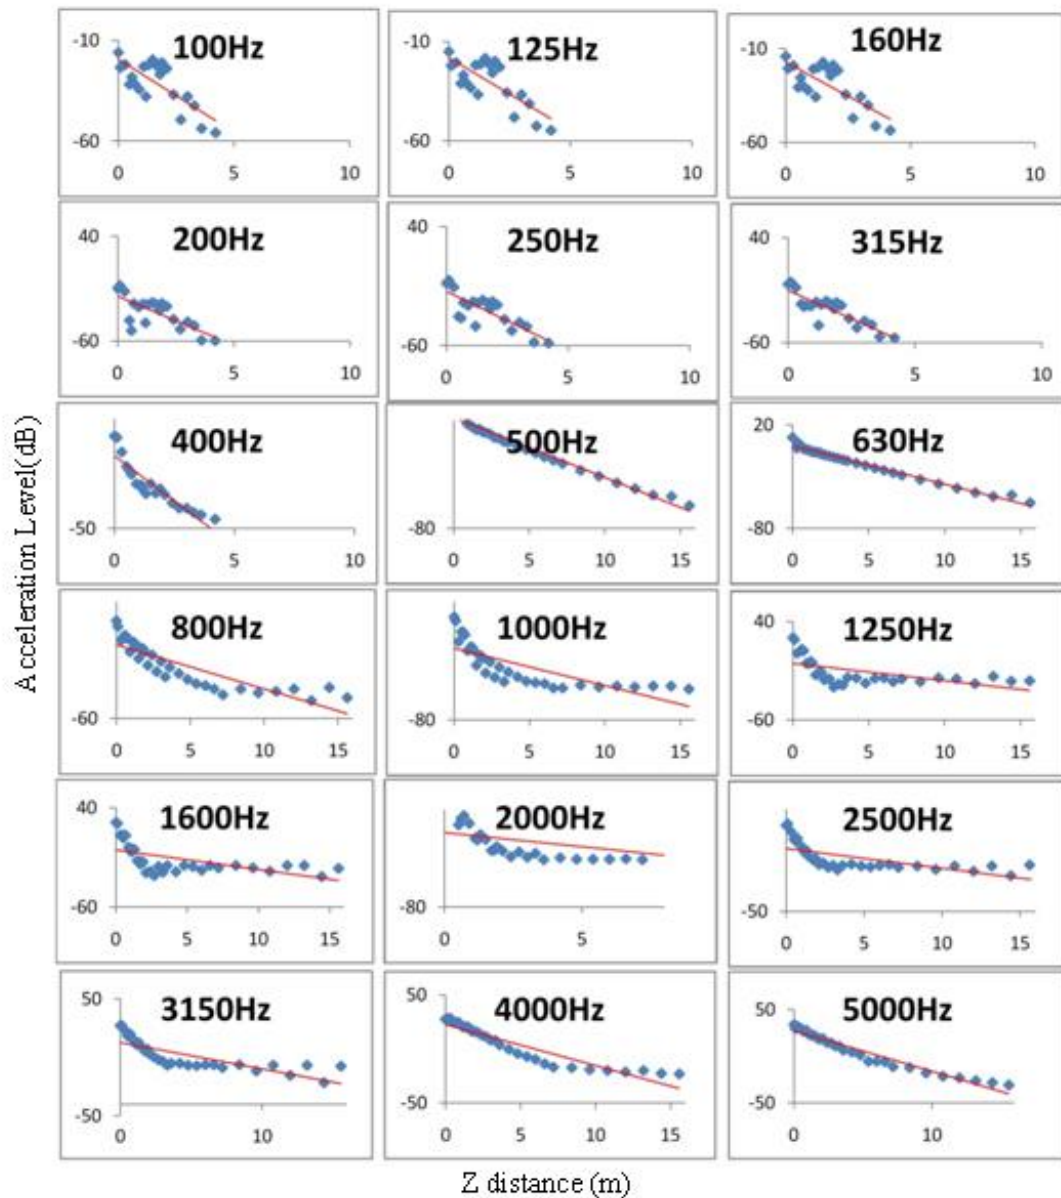 100Hz 125Hz 160Hz
-10 -10 -10
-60 -60 -60
0 5 10 0 5 10 0 5 10
200Hz 250Hz 315Hz
40 40 40
-60 -60 -60
0 5 10 0 5 10 0 5 10
400Hz 500Hz 630Hz
20
-50 -80 -80
0 5 10 0 5 10 15 0 5 10 15
800Hz 1000Hz 1250Hz
40
-60 -80 -60
0 5 10 15 0 5 10 15 0 5 10 15
1600Hz 2000Hz 2500Hz
40
-60 -80 -50
0 5 10 15 0 5 0 5 10 15
3150Hz 4000Hz 5000Hz
50 50 50
-50 -50 -50
0 10 0 5 10 15 0 10
Acceleration Level(dB)
Z distance (m)